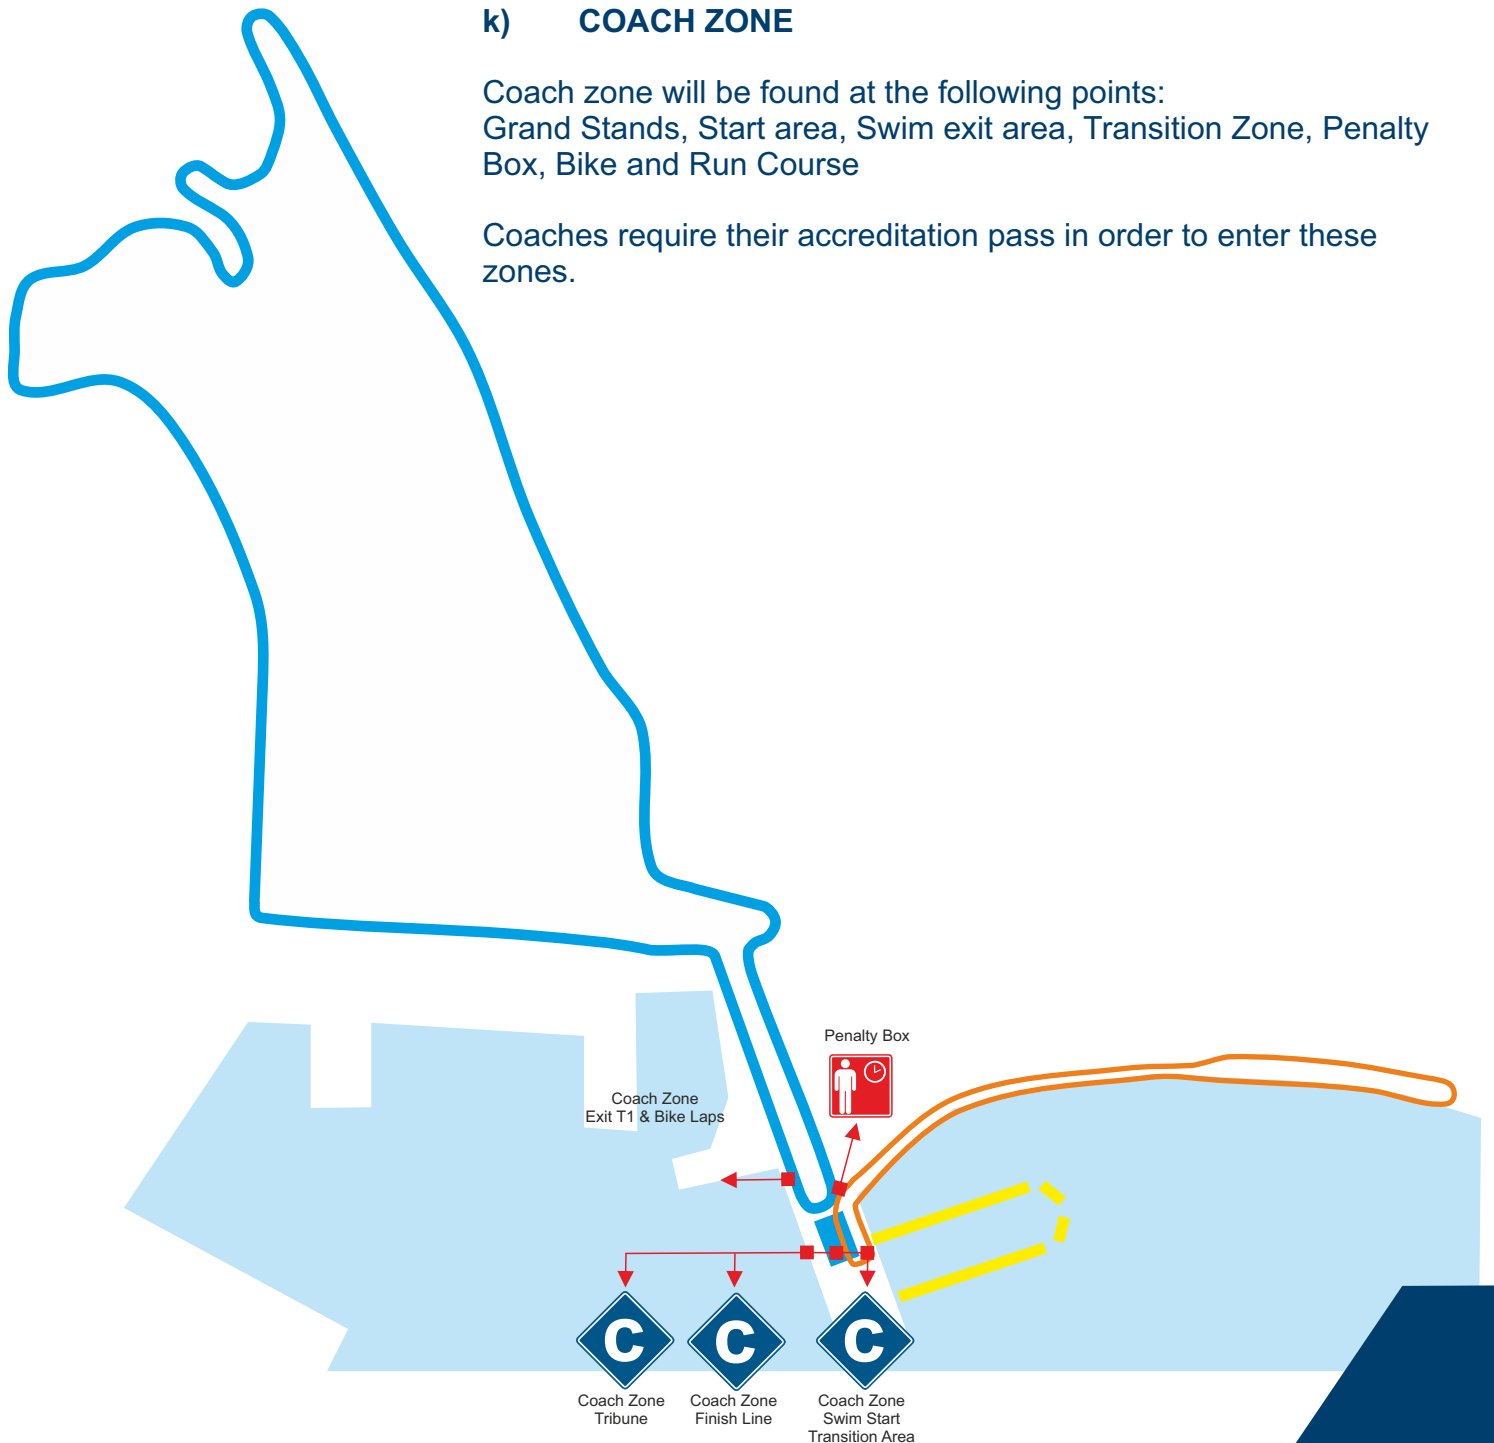 k) COACH ZONE
Coach zone will be found at the following points:
Grand Stands, Start area, Swim exit area, Transition Zone, Penalty
Box, Bike and Run Course
Coaches require their accreditation pass in order to enter these
zones.
Penalty Box
Coach Zone
Exit T1 & Bike Laps
C
C
C
Coach Zone
Tribune
Coach Zone
Finish Line
Coach Zone
Swim Start
Transition Area